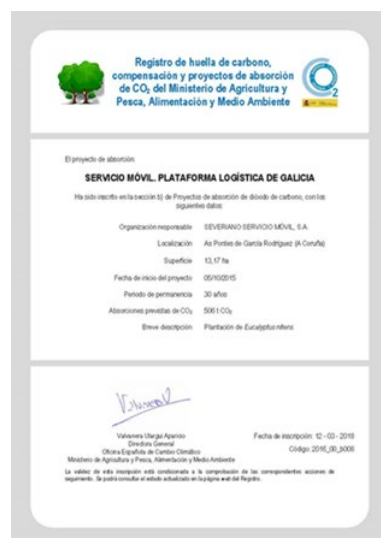 Registro de huella de carbono,
compensación y proyectos de absorción
de CO₂ del Ministerio de Agricultura y
Pesca, Alimentación y Medio Ambiente
2
El proyecto de absorción:
SERVICIO MÓVIL. PLATAFORMA LOGÍSTICA DE GALICIA
Ha sido inscrito en la sección b) de Proyectos de absorción de dióxido de carbono, con los
siguientes datos:
Organización responsable SEVERIANO SERVICIO MÓVIL, S.A.
Localización As Pontes de García Rodríguez (A Coruña)
Superficie 13,17 ha
Fecha de inicio del proyecto 05/10/2015
Periodo de permanencia 30 años
Absorciones previstas de CO₂ 506 t CO₂
Breve descripción Plantación de Eucalyptus nitens
Valvanera Ulargui Aparicio
Directora General
Oficina Española de Cambio Climático
Ministerio de Agricultura y Pesca, Alimentación y Medio Ambiente
Fecha de inscripción: 12 - 03 - 2018
La validez de esta inscripción está condicionada a la comprobación de las correspondientes acciones de
seguimiento. Se podrá consultar el estado actualizado en la página web del Registro.